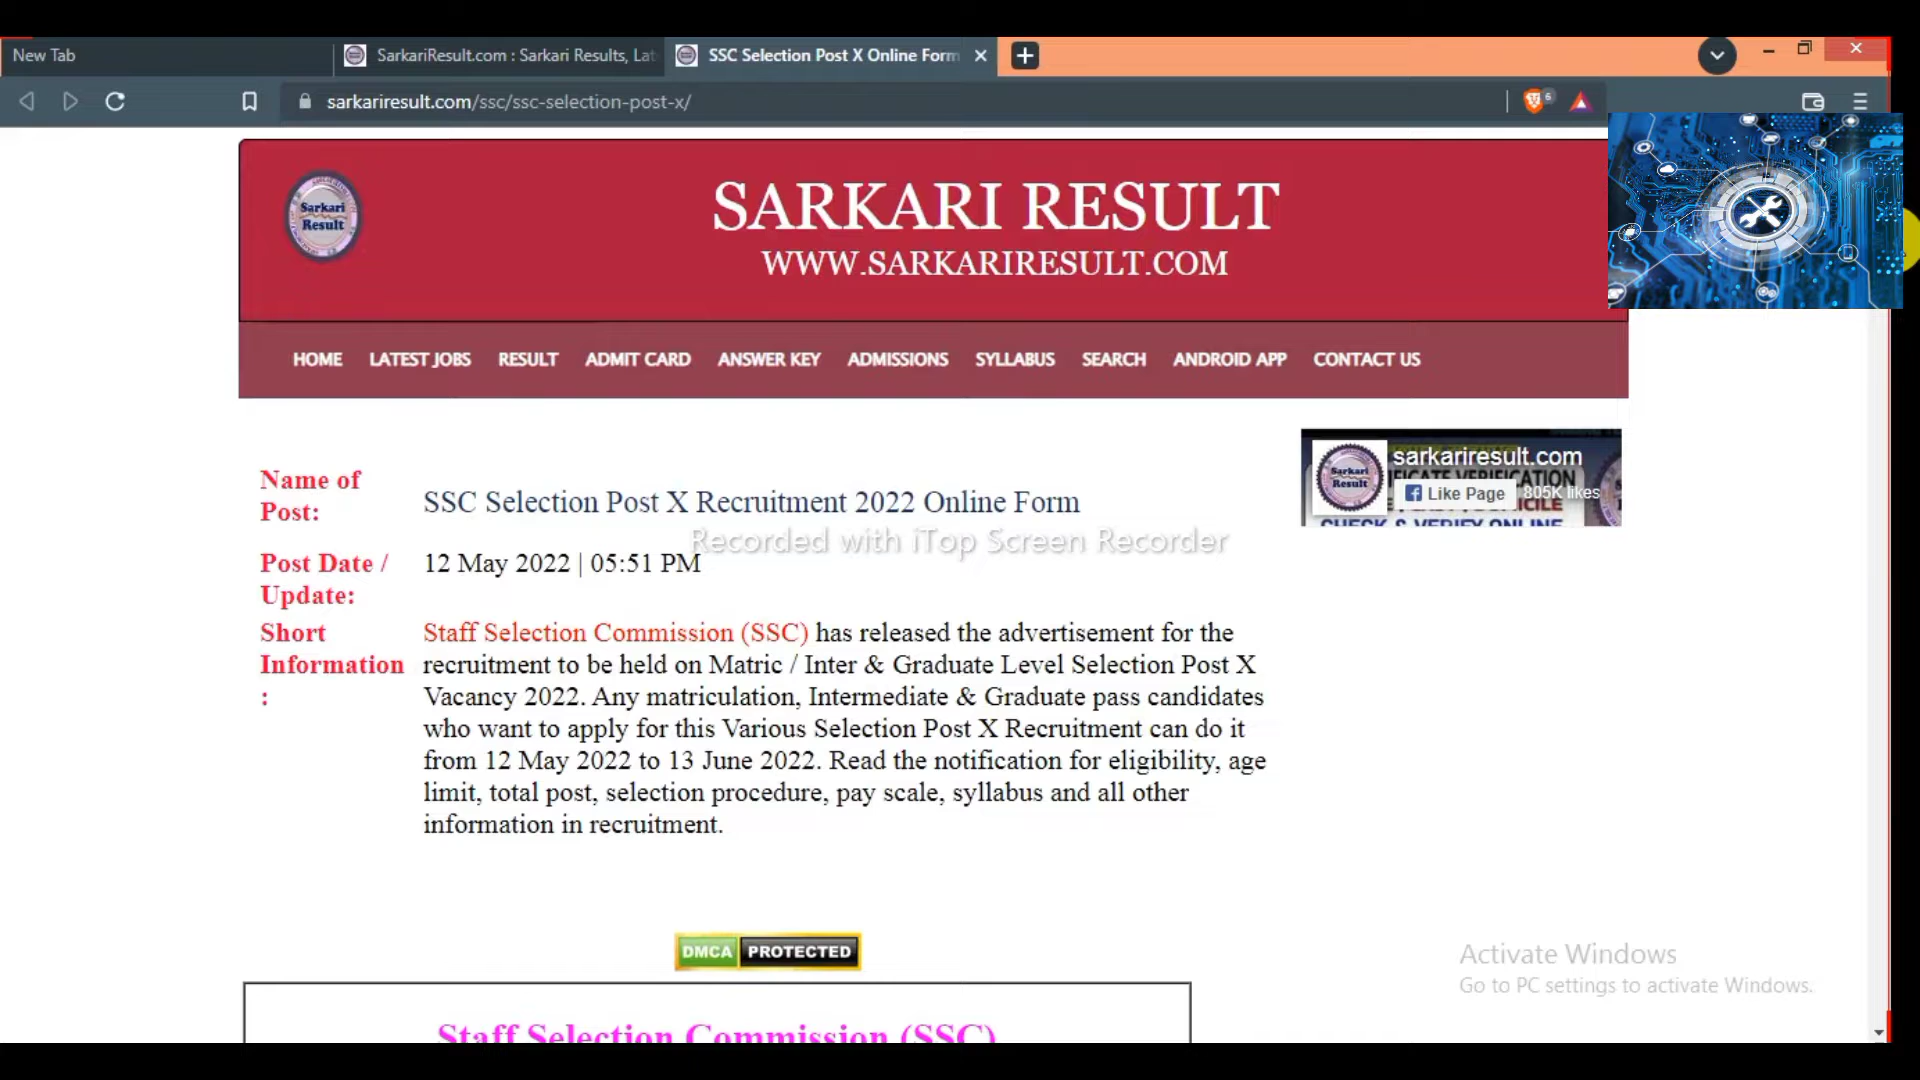 New Tab
SarkariResult.com : Sarkari Results, Lat
SSC Selection Post X Online Form
sarkariresult.com/ssc/ssc-selection-post-x/
6
Sarkari
Result
SARKARI RESULT
WWW.SARKARIRESULT.COM
HOME LATEST JOBS RESULT ADMIT CARD ANSWER KEY ADMISSIONS SYLLABUS SEARCH ANDROID APP CONTACT US
Name of
Post:
SSC Selection Post X Recruitment 2022 Online Form
Recorded with iTop Screen Recorder
Post Date /
Update:
12 May 2022 | 05:51 PM
Short
Information
:
Staff Selection Commission (SSC) has released the advertisement for the
recruitment to be held on Matric / Inter & Graduate Level Selection Post X
Vacancy 2022. Any matriculation, Intermediate & Graduate pass candidates
who want to apply for this Various Selection Post X Recruitment can do it
from 12 May 2022 to 13 June 2022. Read the notification for eligibility, age
limit, total post, selection procedure, pay scale, syllabus and all other
information in recruitment.
sarkariresult.com
Sarkari
Result
Like Page
805K likes
CHECK & VERIFY ONLINE
DMCA PROTECTED
Staff Selection Commission (SSC)
Activate Windows
Go to PC settings to activate Windows.